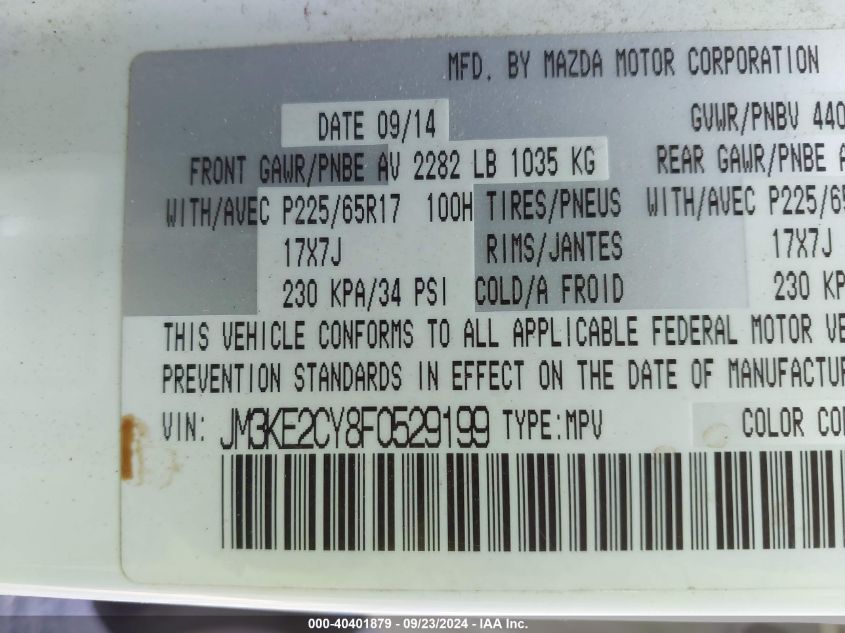 MFD. BY MAZDA MOTOR CORPORATION
DATE 09/14 GVWR/PNBV 440
FRONT GAWR/PNBE AV 2282 LB 1035 KG REAR GAWR/PNBE A
WITH/AVEC P225/65R17 100H TIRES/PNEUS WITH/AVEC P225/65
17X7J RIMS/JANTES 17X7J
230 KPA/34 PSI COLD/A FROID 230 KP
THIS VEHICLE CONFORMS TO ALL APPLICABLE FEDERAL MOTOR VE
PREVENTION STANDARDS IN EFFECT ON THE DATE OF MANUFACTUR
VIN: JM3KE2CY8F0529199 TYPE:MPV COLOR CO
000-40401879 - 09/23/2024 - IAA Inc.